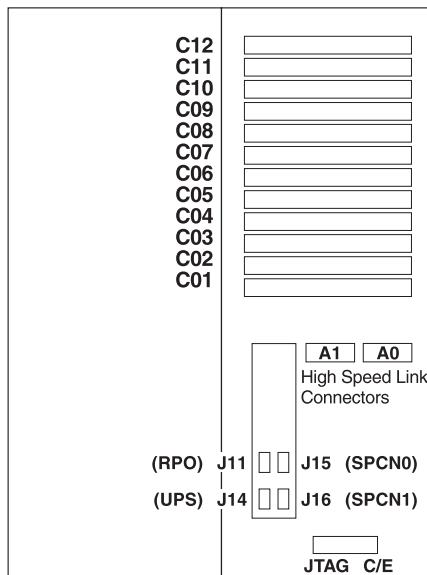 C12
C11
C10
C09
C08
C07
C06
C05
C04
C03
C02
C01
A1 A0
High Speed Link
Connectors
(RPO) J11 J15 (SPCN0)
(UPS) J14 J16 (SPCN1)
JTAG C/E